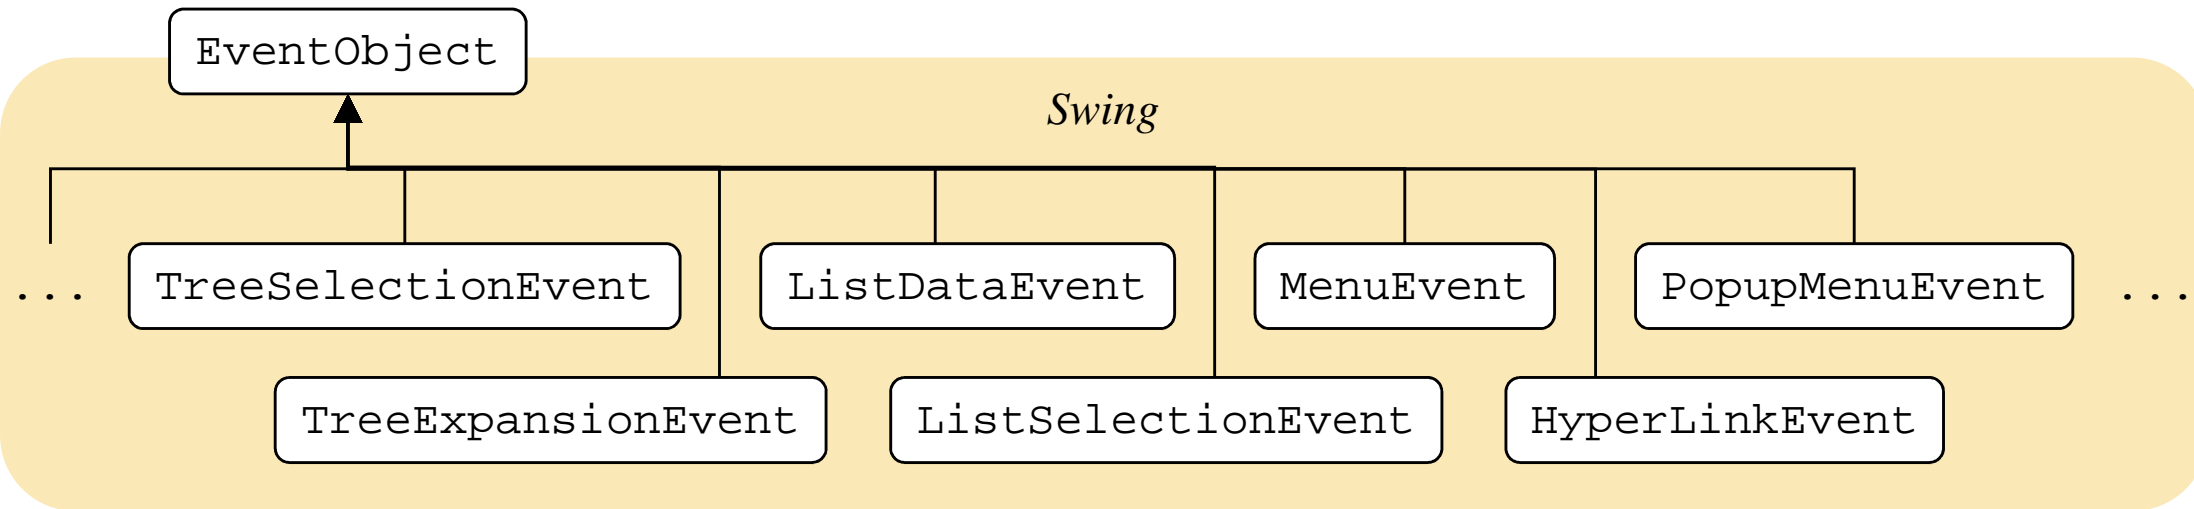 EventObject
Swing
... TreeSelectionEvent ListDataEvent MenuEvent PopupMenuEvent ...
TreeExpansionEvent ListSelectionEvent HyperLinkEvent